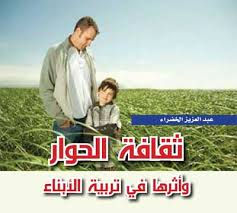 عبد العزيز الخضراء
ثقافة الحوار
وأثرها في تربية الأبناء